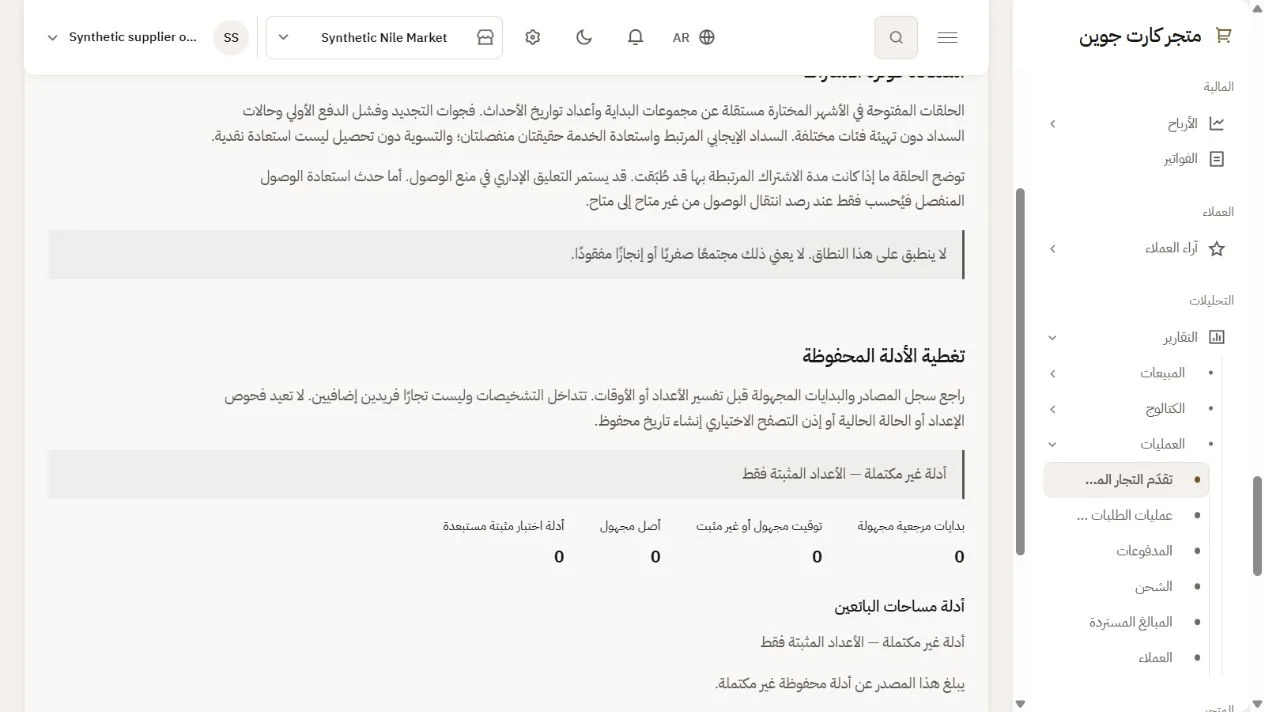 متجر كارت جوين
المالية
الأرباح
الفواتير
العملاء
آراء العملاء
التحليلات
التقارير
المبيعات
الكتالوج
العمليات
تقدّم التجار المـ...
عمليات الطلبات ...
المدفوعات
الشحن
المبالغ المستردة
العملاء
المتجر
AR
Synthetic Nile Market
SS
Synthetic supplier o...
الحلقات المفتوحة في الأشهر المختارة مستقلة عن مجموعات البداية وأعداد تواريخ الأحداث. فجوات التجديد وفشل الدفع الأولي وحالات
السداد دون تهيئة فئات مختلفة. السداد الإيجابي المرتبط واستعادة الخدمة حقيقتان منفصلتان؛ والتسوية دون تحصيل ليست استعادة نقدية.
توضح الحلقة ما إذا كانت مدة الاشتراك المرتبطة بها قد طُبّقت. قد يستمر التعليق الإداري في منع الوصول. أما حدث استعادة الوصول
المنفصل فيُحسب فقط عند رصد انتقال الوصول من غير متاح إلى متاح.
لا ينطبق على هذا النطاق. لا يعني ذلك مجتمعًا صفريًا أو إنجازًا مفقودًا.
تغطية الأدلة المحفوظة
راجع سجل المصادر والبدايات المجهولة قبل تفسير الأعداد أو الأوقات. تتداخل التشخيصات وليست تجارًا فريدين إضافيين. لا تعيد فحوص
الإعداد أو الحالة الحالية أو إذن التصفح الاختياري إنشاء تاريخ محفوظ.
أدلة غير مكتملة — الأعداد المثبتة فقط
بدايات مرجعية مجهولة
0
توقيت مجهول أو غير مثبت
0
أصل مجهول
0
أدلة اختبار مثبتة مستبعدة
0
أدلة مساحات البائعين
أدلة غير مكتملة — الأعداد المثبتة فقط
يبلغ هذا المصدر عن أدلة محفوظة غير مكتملة.